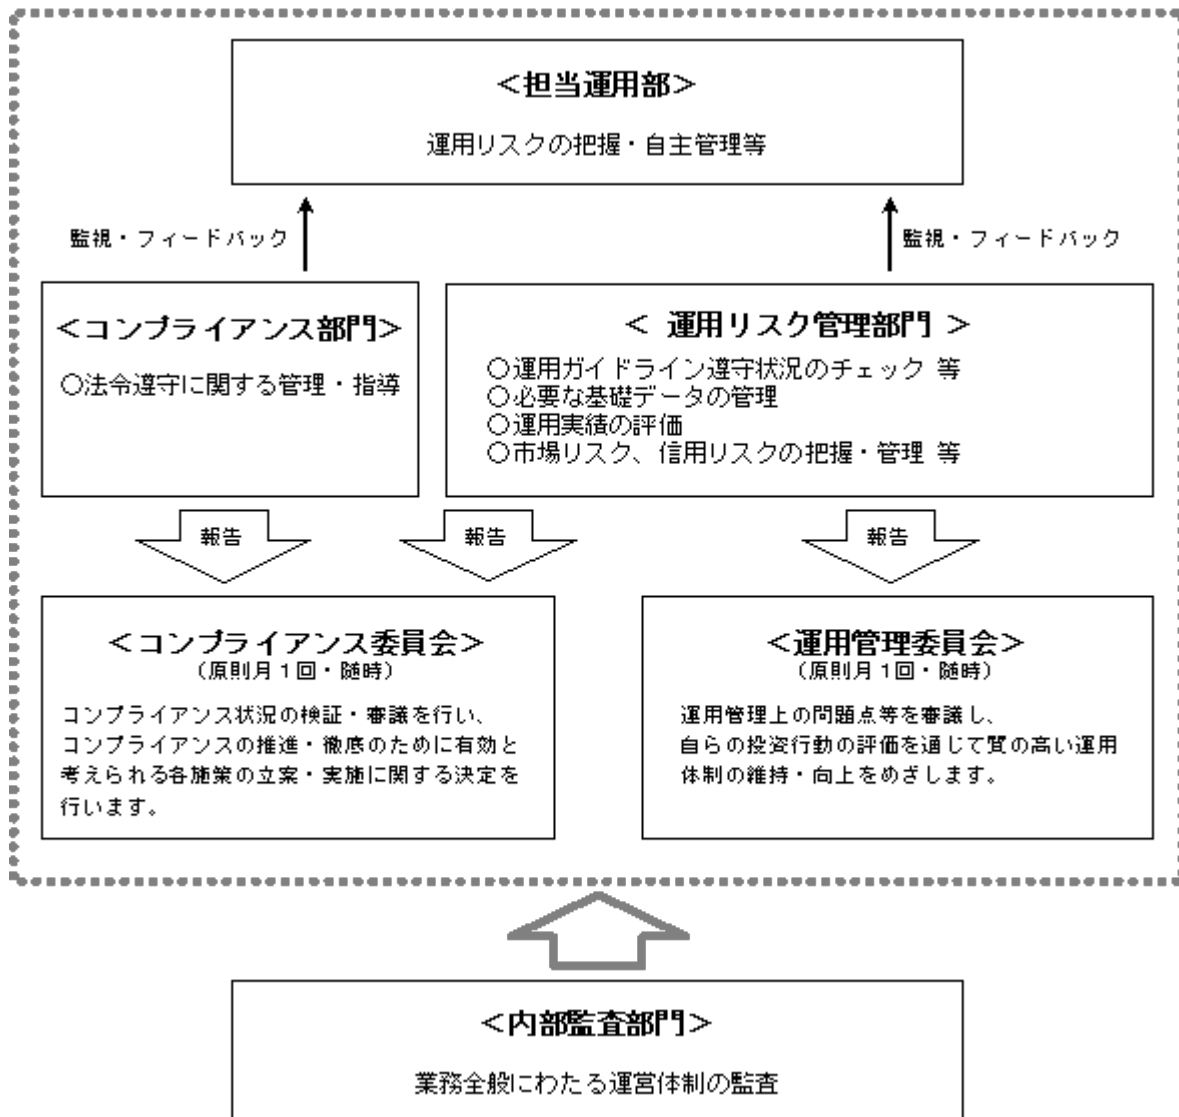 ＜担当運用部＞
運用リスクの把握・自主管理等
監視・フィードバック
監視・フィードバック
＜コンプライアンス部門＞
○法令遵守に関する管理・指導
＜ 運用リスク管理部門 ＞
○運用ガイドライン遵守状況のチェック 等
○必要な基礎データの管理
○運用実績の評価
○市場リスク、信用リスクの把握・管理 等
報告
報告
報告
＜コンプライアンス委員会＞
（原則月１回・随時）
コンプライアンス状況の検証・審議を行い、
コンプライアンスの推進・徹底のために有効と
考えられる各施策の立案・実施に関する決定を
行います。
＜運用管理委員会＞
（原則月１回・随時）
運用管理上の問題点等を審議し、
自らの投資行動の評価を通じて質の高い運用
体制の維持・向上をめざします。
＜内部監査部門＞
業務全般にわたる運営体制の監査